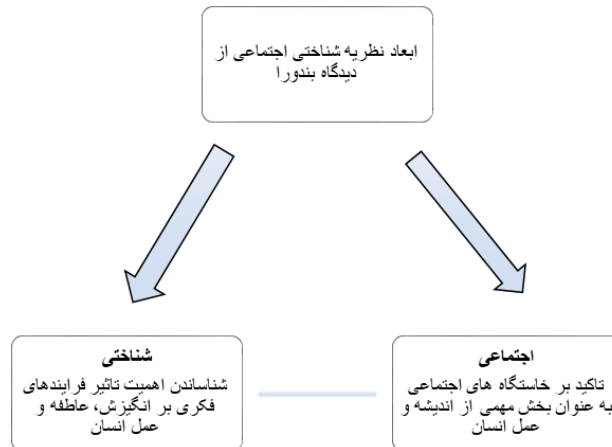 ابعاد نظریه شناختی اجتماعی از
دیدگاه بندورا
اجتماعی
تاکید بر خاستگاه های اجتماعی
به عنوان بخش مهمی از اندیشه و
عمل انسان
شناختی
شناساندن اهمیت تاثیر فرایندهای
فکری بر انگیزش، عاطفه و
عمل انسان